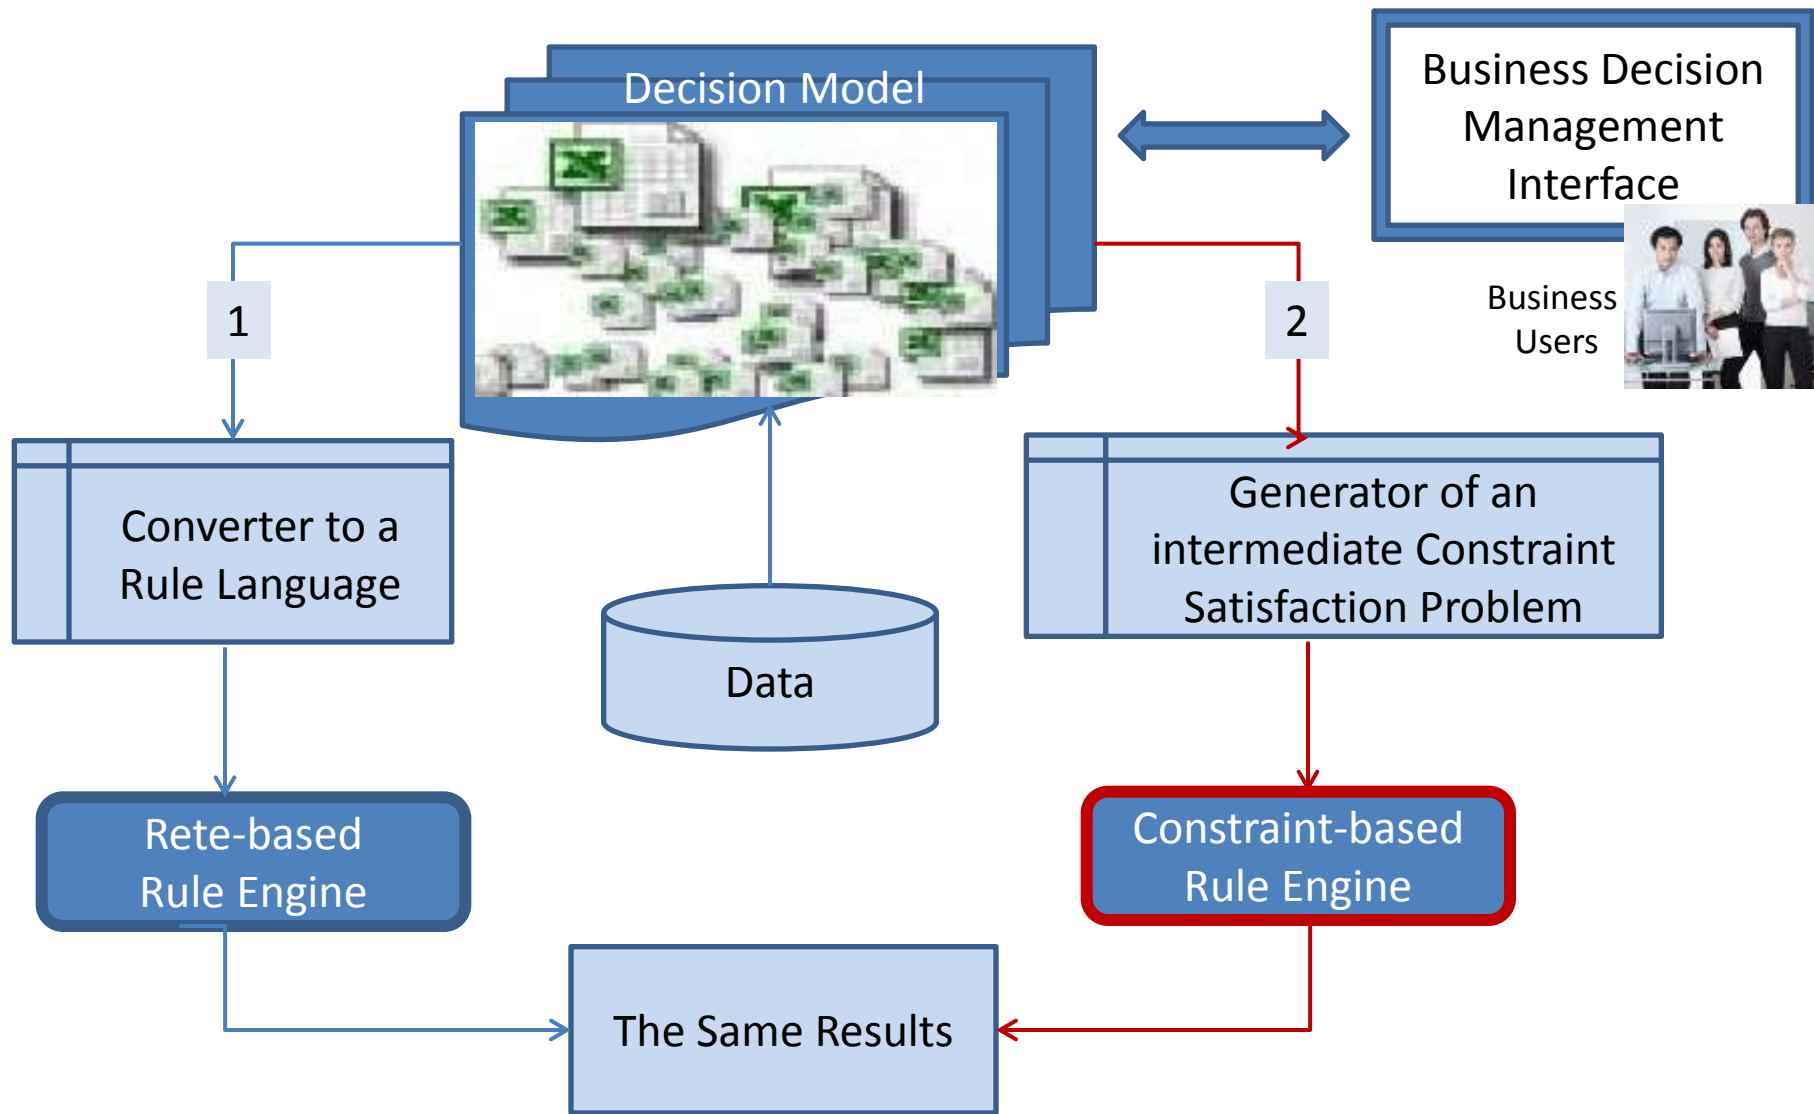 Decision Model
Business Decision
Management
Interface
Business
Users
1
2
Converter to a
Rule Language
Generator of an
intermediate Constraint
Satisfaction Problem
Data
Rete-based
Rule Engine
Constraint-based
Rule Engine
The Same Results